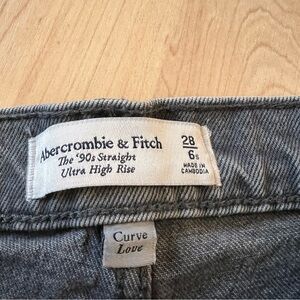 Abercrombie & Fitch
The '90s Straight
Ultra High Rise
28
6s
MADE IN
CAMBODIA
Curve
Love